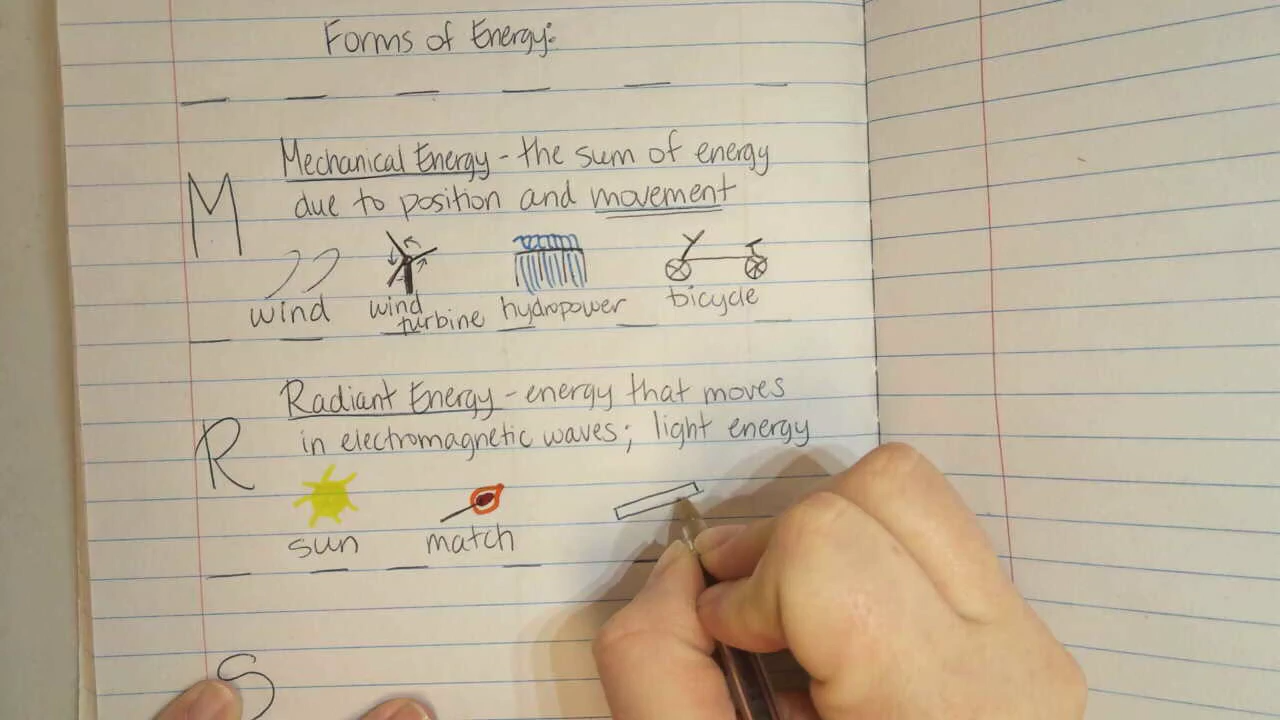 Forms of Energy:
Mechanical Energy - the sum of energy
M
due to position and movement
wind wind turbine hydropower bicycle
Radiant Energy - energy that moves
R
in electromagnetic waves; light energy
sun match
S